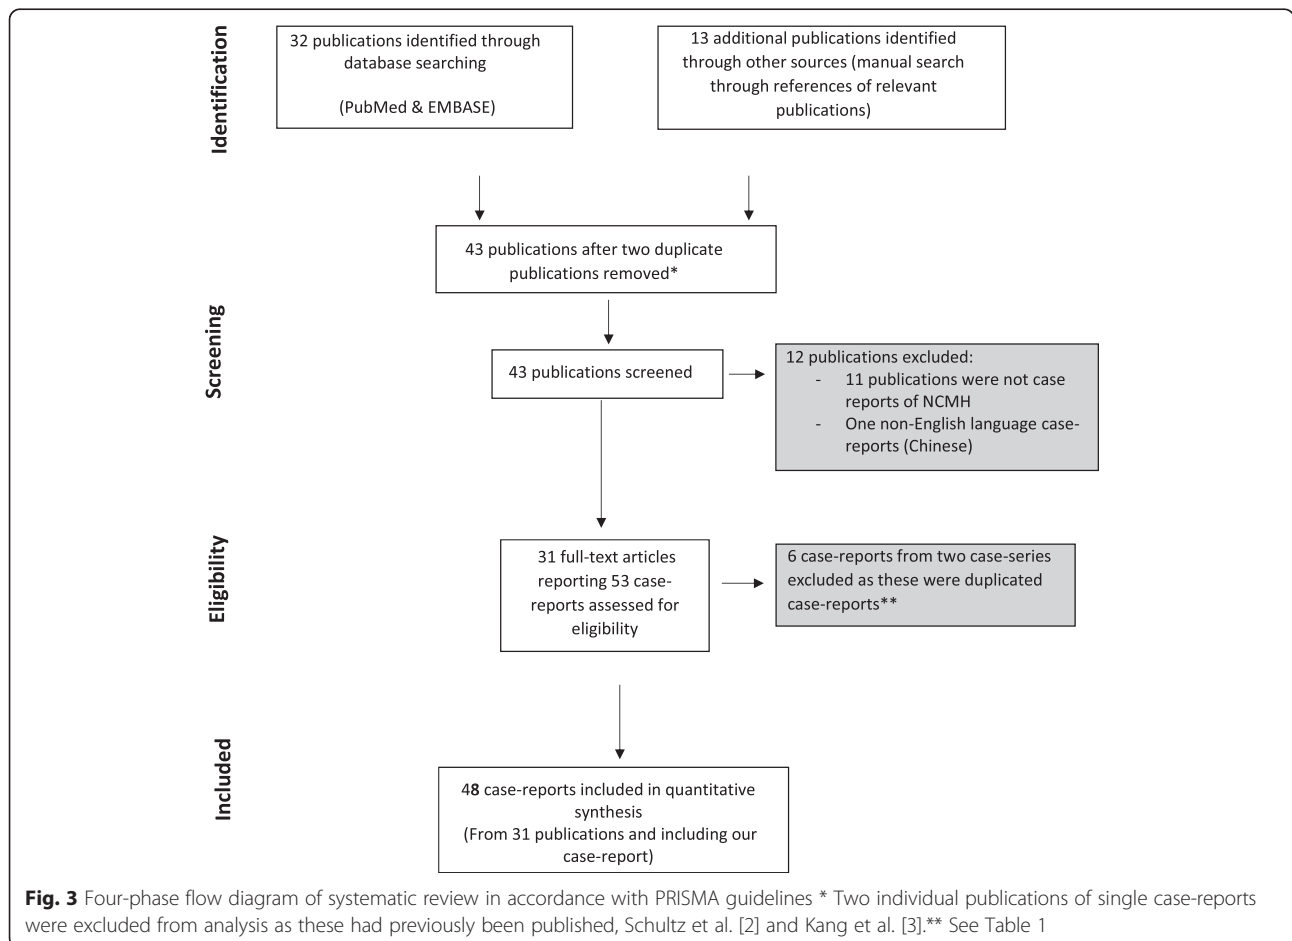 Identification
32 publications identified through
database searching
(PubMed & EMBASE)
13 additional publications identified
through other sources (manual search
through references of relevant
publications)
43 publications after two duplicate
publications removed*
Screening
43 publications screened
12 publications excluded:
- 11 publications were not case
reports of NCMH
- One non-English language case-
reports (Chinese)
Eligibility
31 full-text articles
reporting 53 case-
reports assessed for
eligibility
6 case-reports from two case-series
excluded as these were duplicated
case-reports**
Included
48 case-reports included in quantitative
synthesis
(From 31 publications and including our
case-report)
Fig. 3 Four-phase flow diagram of systematic review in accordance with PRISMA guidelines * Two individual publications of single case-reports
were excluded from analysis as these had previously been published, Schultz et al. [2] and Kang et al. [3].** See Table 1